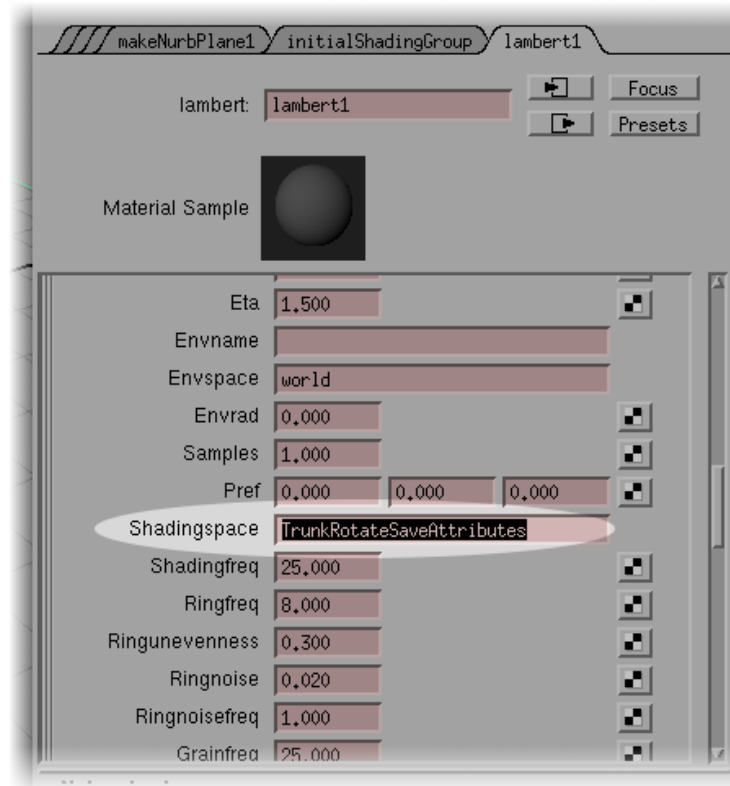 makeNurbPlane1 initialShadingGroup lambert1
lambert: lambert1 Focus
Presets
Material Sample
Eta 1.500
Envname
Envspace world
Envrad 0.000
Samples 1.000
Pref 0.000 0.000 0.000
Shadingspace TrunkRotateSaveAttributes
Shadingfreq 25.000
Ringfreq 8.000
Ringunevenness 0.300
Ringnoise 0.020
Ringnoisefreq 1.000
Grainfreq 25.000